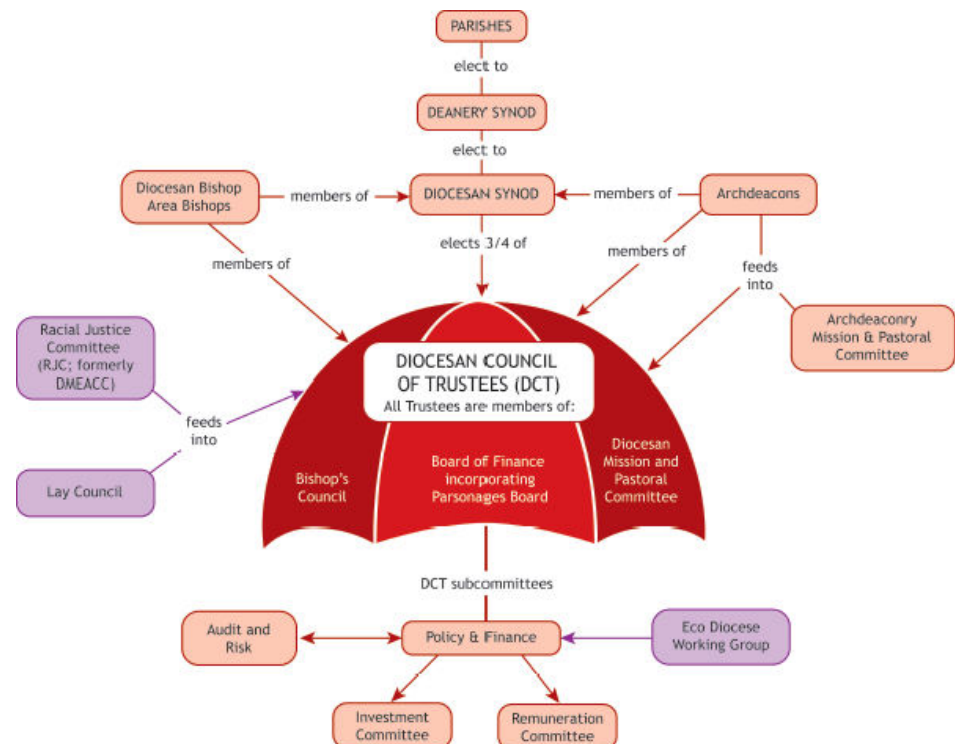 PARISHES
elect to
DEANERY SYNOD
elect to
Diocesan Bishop
Area Bishops
members of
DIOCESAN SYNOD
members of
Archdeacons
elects 3/4 of
members of
members of
feeds
into
Racial Justice
Committee
(RJC; formerly
DMEACC)
Archdeaconry
Mission & Pastoral
Committee
DIOCESAN COUNCIL
OF TRUSTEES (DCT)
All Trustees are members of:
feeds
into
Lay Council
Bishop's
Council
Board of Finance
incorporating
Parsonages Board
Diocesan
Mission and
Pastoral
Committee
DCT subcommittees
Audit and
Risk
Policy & Finance
Eco Diocese
Working Group
Investment
Committee
Remuneration
Committee